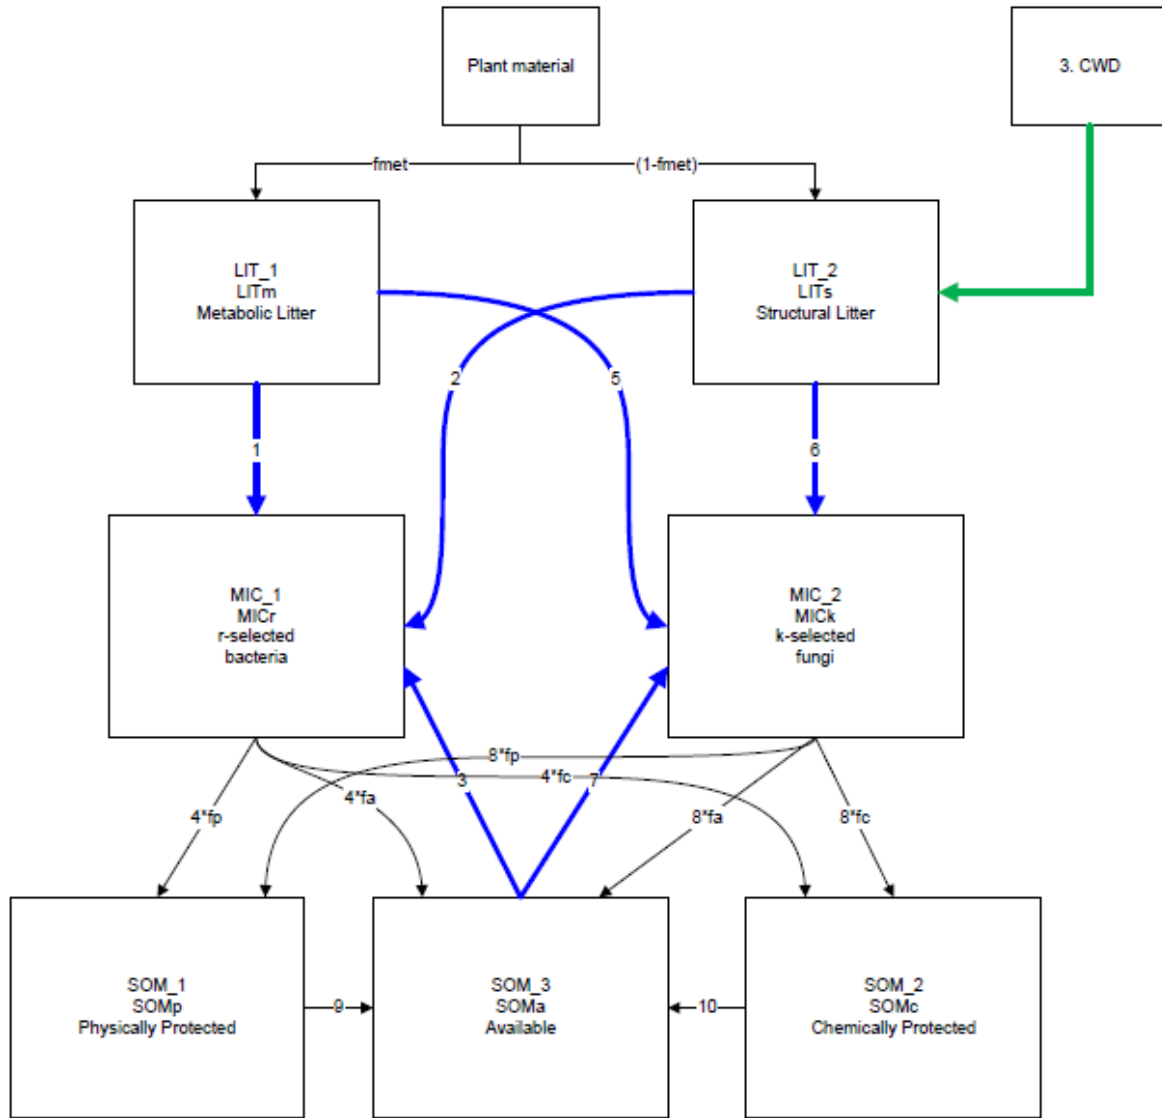 Plant material
3. CWD
fmet
(1-fmet)
LIT_1
LITm
Metabolic Litter
LIT_2
LITs
Structural Litter
2
5
1
6
MIC_1
MICr
r-selected
bacteria
MIC_2
MICk
k-selected
fungi
8*fp
3
4*fc
7
4*fa
4*fp
8*fa
8*fc
SOM_1
SOMp
Physically Protected
9
SOM_3
SOMa
Available
10
SOM_2
SOMc
Chemically Protected